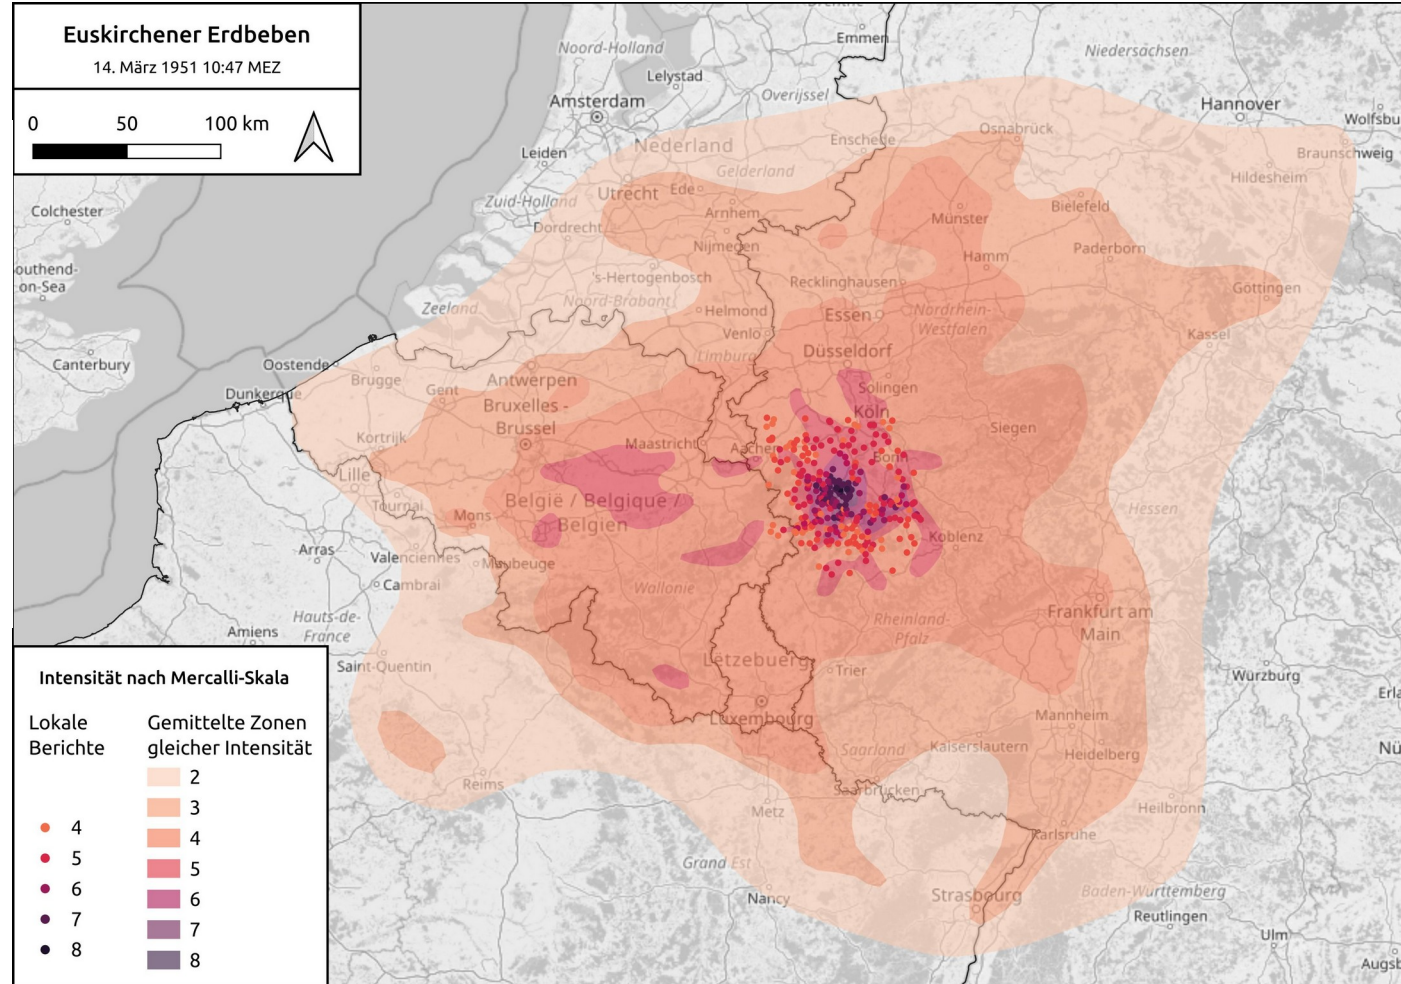 Euskirchener Erdbeben
14. März 1951 10:47 MEZ
0 50 100 km
Intensität nach Mercalli-Skala
Lokale
Berichte
4
5
6
7
8
Gemittelte Zonen
gleicher Intensität
2
3
4
5
6
7
8
Emmen
Noord-Holland
Niedersachsen
Lelystad
Overijssel
Amsterdam
Hannover
Wolfsbu
Leiden
Nederland
Enschede
Osnabrück
Braunschweig
Gelderland
Hildesheim
Utrecht
Ede
Zuid-Holland
Colchester
Arnhem
Münster
Bielefeld
Dordrecht
Nijmegen
Paderborn
Hamm
outhend-
on-Sea
's-Hertogenbosch
Recklinghausen
Göttingen
Noord-Brabant
Zeeland
Helmond
Essen
Nordrhein-
Westfalen
Venlo
Kassel
Limburg
Düsseldorf
Canterbury
Oostende
Brugge
Antwerpen
Solingen
Dunkerque
Gent
Bruxelles -
Brussel
Köln
Siegen
Kortrijk
Maastricht
Aachen
Bonn
Lille
Tournai
België / Belgique /
Belgien
Hessen
Mons
Koblenz
Arras
Valenciennes
Maubeuge
Cambrai
Wallonie
Frankfurt am
Main
Hauts-de-
France
Rheinland-
Pfalz
Amiens
Saint-Quentin
Lëtzebuerg
Trier
Würzburg
Erla
Luxembourg
Mannheim
Saarland
Kaiserslautern
Heidelberg
Nü
Reims
Saarbrücken
Metz
Heilbronn
Karlsruhe
Grand Est
Nancy
Strasbourg
Baden-Württemberg
Reutlingen
Ulm
Augsb